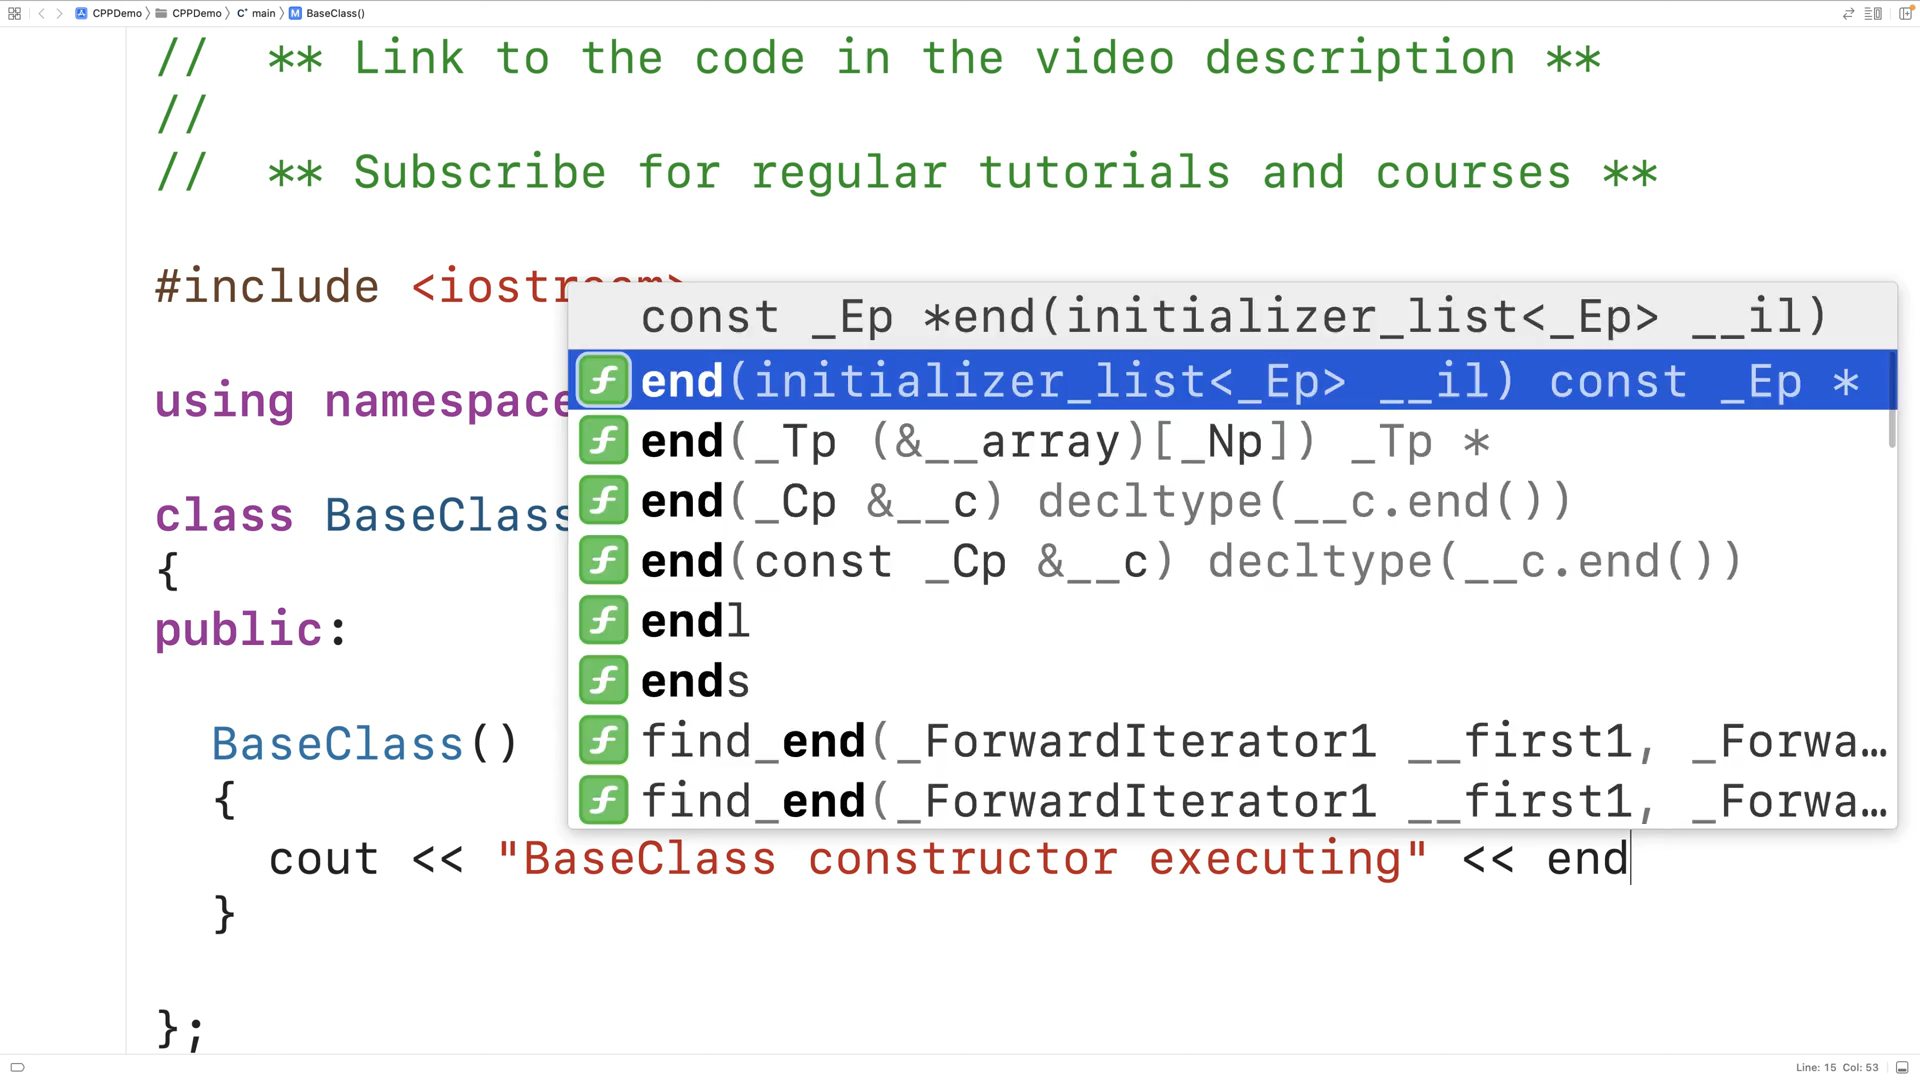 CPPDemo CPPDemo main BaseClass()
// ** Link to the code in the video description **
//
// ** Subscribe for regular tutorials and courses **
#include <iostream>
using namespace
class BaseClass
{
public:
BaseClass()
{
cout << "BaseClass constructor executing" << end
}
};
const _Ep *end(initializer_list<_Ep> __il)
end(initializer_list<_Ep> __il) const _Ep *
end(_Tp (&__array)[_Np]) _Tp *
end(_Cp &__c) decltype(__c.end())
end(const _Cp &__c) decltype(__c.end())
endl
ends
find_end(_ForwardIterator1 __first1, _Forwa…
find_end(_ForwardIterator1 __first1, _Forwa…
Line: 15 Col: 53